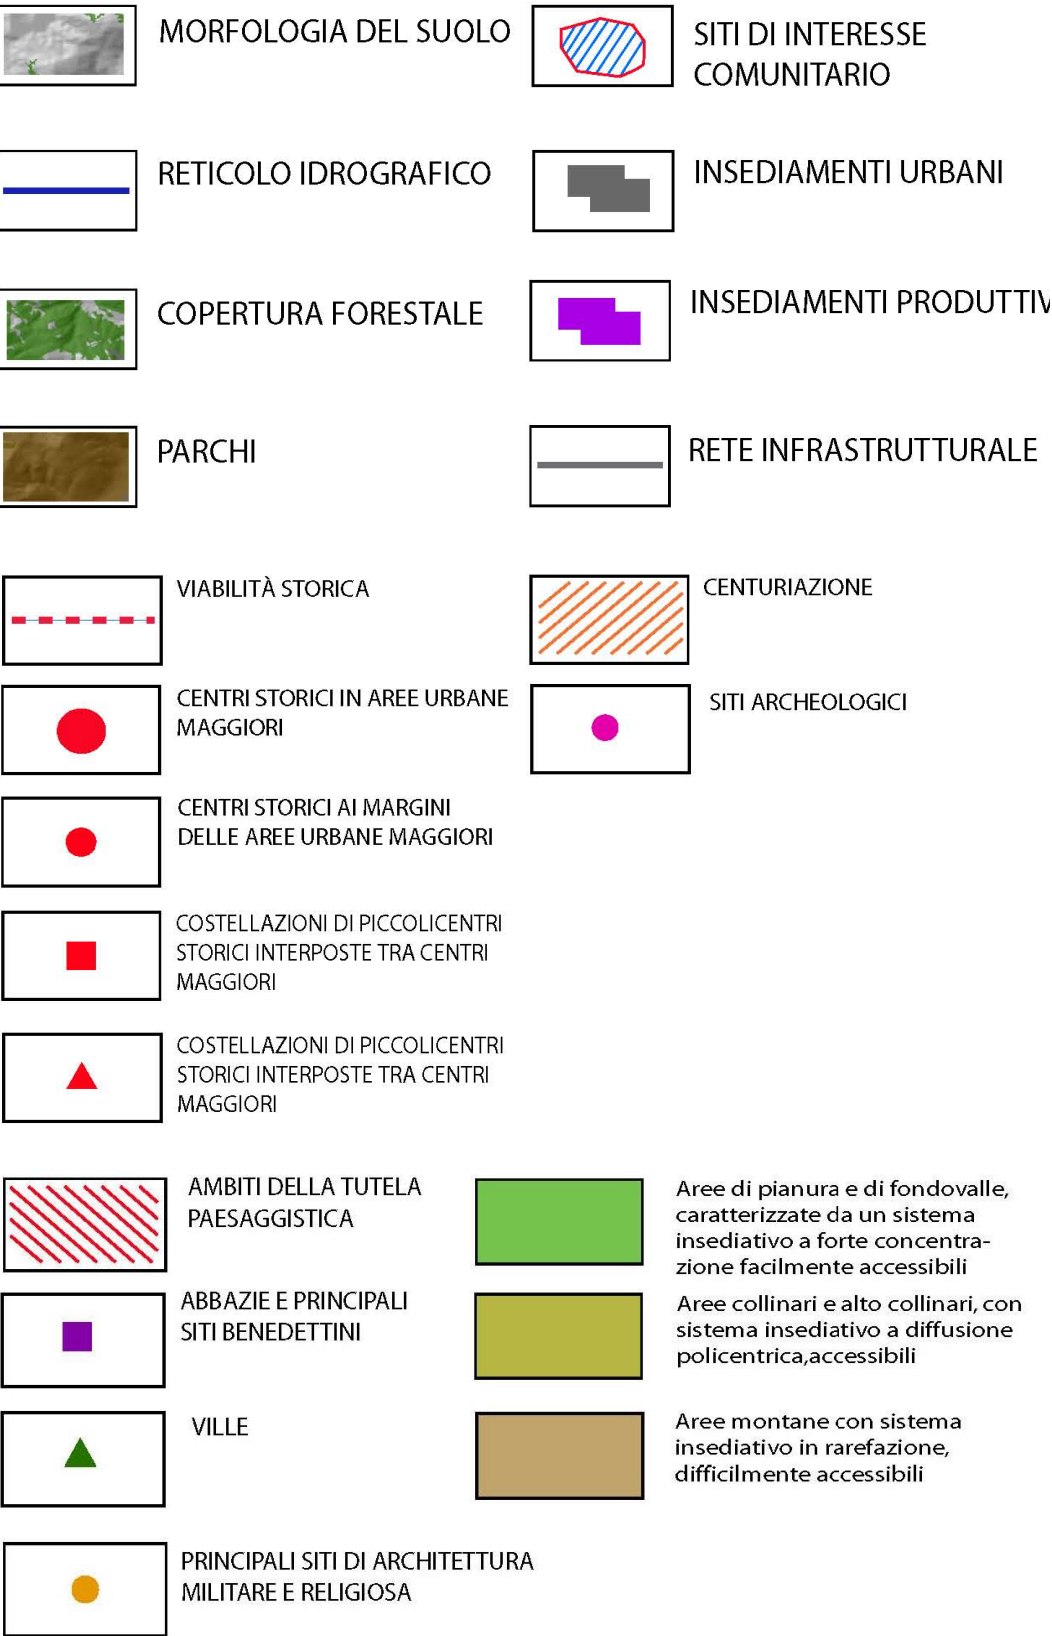 MORFOLOGIA DEL SUOLO
SITI DI INTERESSE
COMUNITARIO
RETICOLO IDROGRAFICO
INSEDIAMENTI URBANI
COPERTURA FORESTALE
INSEDIAMENTI PRODUTTIV
PARCHI
RETE INFRASTRUTTURALE
VIABILITÀ STORICA
CENTURIAZIONE
CENTRI STORICI IN AREE URBANE
MAGGIORI
SITI ARCHEOLOGICI
CENTRI STORICI AI MARGINI
DELLE AREE URBANE MAGGIORI
COSTELLAZIONI DI PICCOLICENTRI
STORICI INTERPOSTE TRA CENTRI
MAGGIORI
COSTELLAZIONI DI PICCOLICENTRI
STORICI INTERPOSTE TRA CENTRI
MAGGIORI
AMBITI DELLA TUTELA
PAESAGGISTICA
Aree di pianura e di fondovalle,
caratterizzate da un sistema
insediativo a forte concentra-
zione facilmente accessibili
ABBAZIE E PRINCIPALI
SITI BENEDETTINI
Aree collinari e alto collinari, con
sistema insediativo a diffusione
policentrica,accessibili
VILLE
Aree montane con sistema
insediativo in rarefazione,
difficilmente accessibili
PRINCIPALI SITI DI ARCHITETTURA
MILITARE E RELIGIOSA